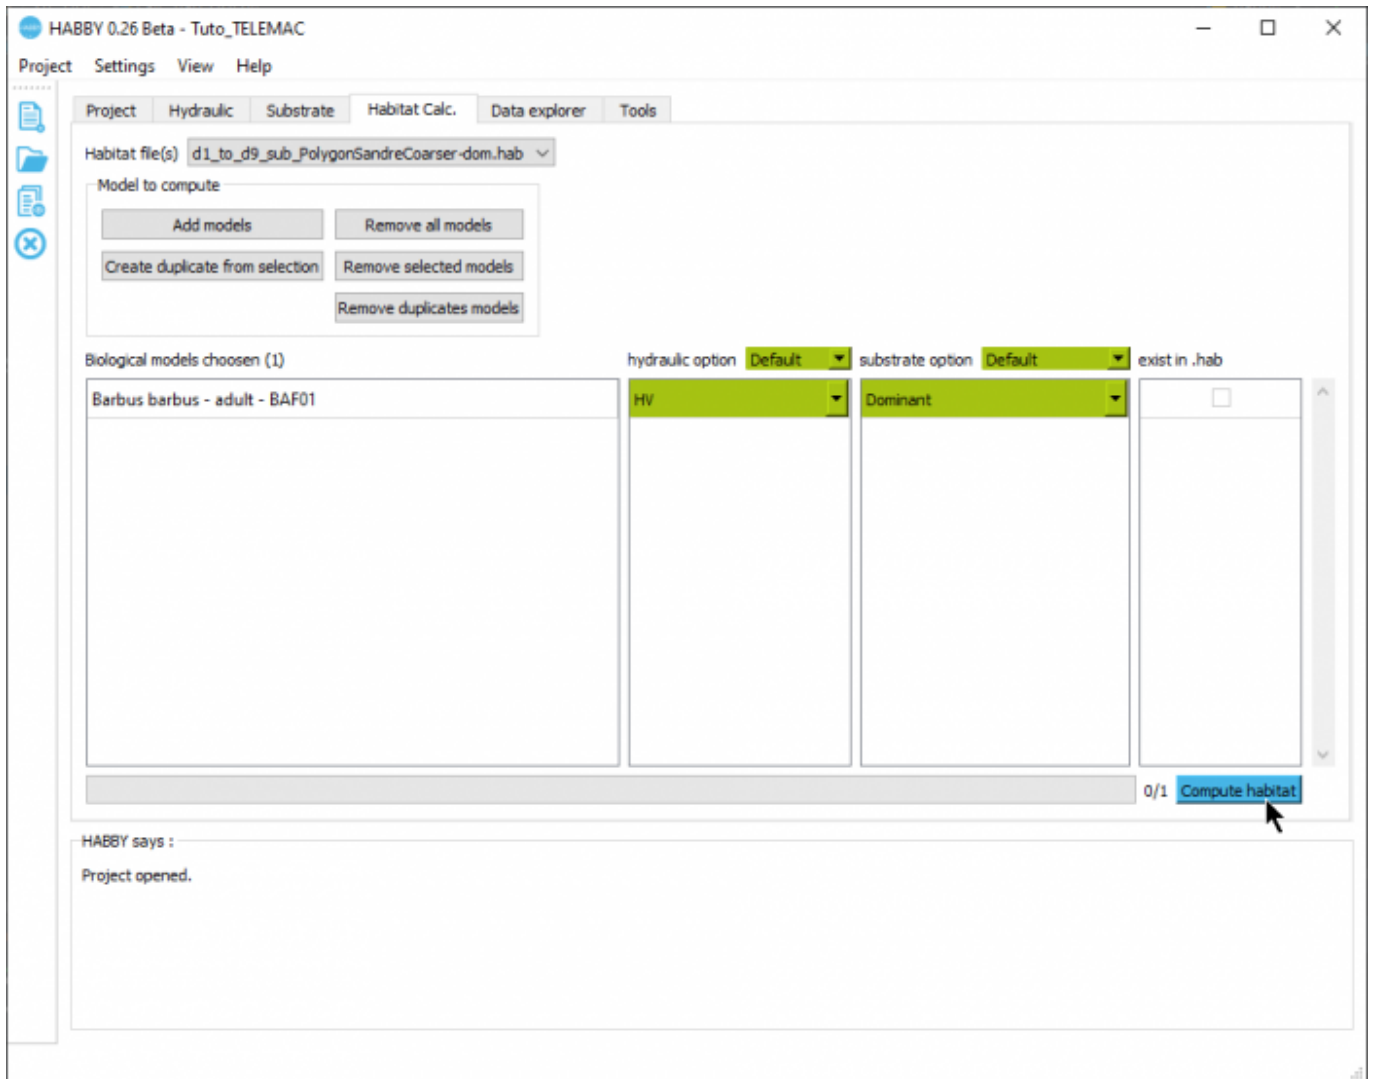 HABBY 0.26 Beta - Tuto_TELEMAC
Project Settings View Help
Project Hydraulic Substrate Habitat Calc. Data explorer Tools
Habitat file(s) d1_to_d9_sub_PolygonSandreCoarser-dom.hab
Model to compute
Add models Remove all models
Create duplicate from selection Remove selected models
Remove duplicates models
Biological models choosen (1) hydraulic option Default substrate option Default exist in .hab
Barbus barbus - adult - BAF01 HV Dominant
0/1 Compute habitat
HABBY says :
Project opened.